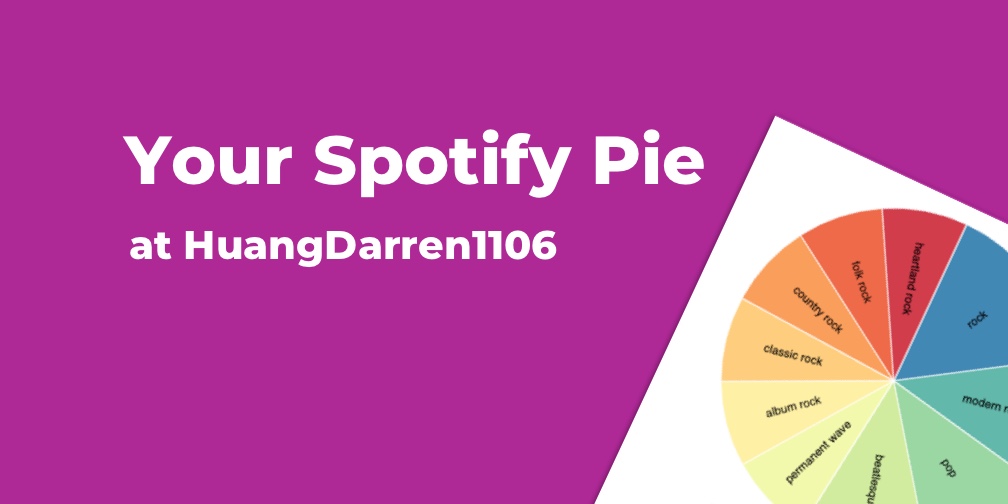 Your Spotify Pie
at HuangDarren1106
heartland rock
folk rock
rock
country rock
classic rock
modern
album rock
permanent wave
pop